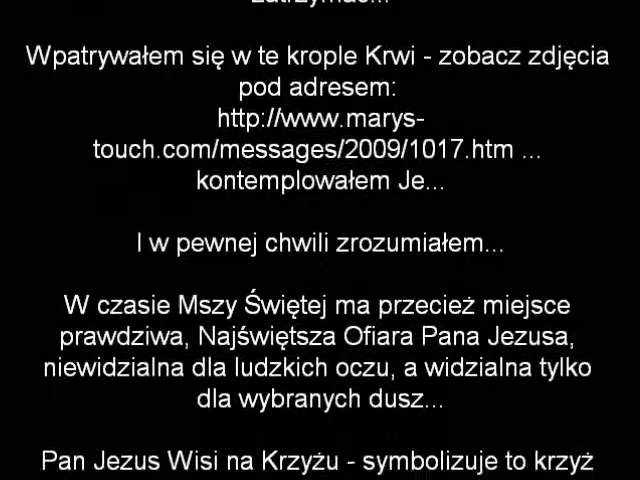 zatrzymać...
Wpatrywałem się w te krople Krwi - zobacz zdjęcia
pod adresem:
http://www.marys-
touch.com/messages/2009/1017.htm ...
kontemplowałem Je...
I w pewnej chwili zrozumiałem...
W czasie Mszy Świętej ma przecież miejsce
prawdziwa, Najświętsza Ofiara Pana Jezusa,
niewidzialna dla ludzkich oczu, a widzialna tylko
dla wybranych dusz...
Pan Jezus Wisi na Krzyżu - symbolizuje to krzyż